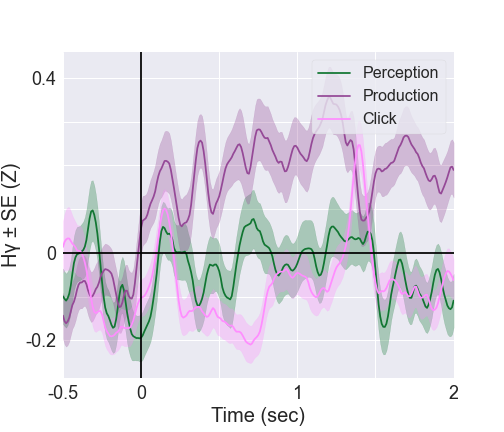 Perception
Production
Click
Hγ ± SE (Z)
0.4
0
-0.2
-0.5 0 1 2
Time (sec)